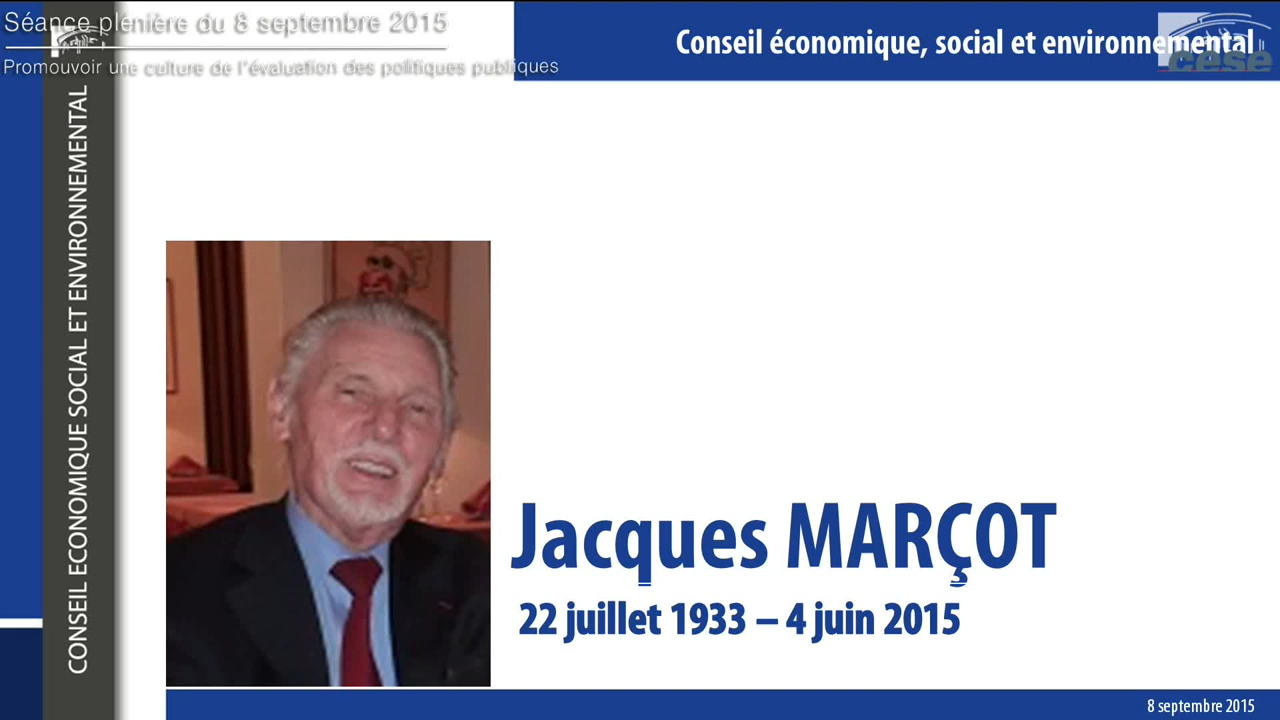 Séance plénière du 8 septembre 2015
Promouvoir une culture de l'évaluation des politiques publiques
Conseil économique, social et environnemental
cese
CONSEIL ECONOMIQUE SOCIAL ET ENVIRONNEMENTAL
Jacques MARÇOT
22 juillet 1933 – 4 juin 2015
8 septembre 2015